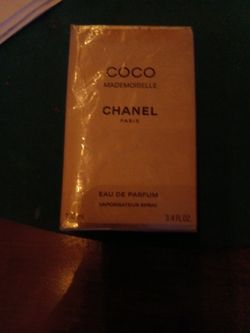 COCO
MADEMOISELLE
CHANEL
PARIS
EAU DE PARFUM
VAPORISATEUR SPRAY
3.4 FL.OZ.